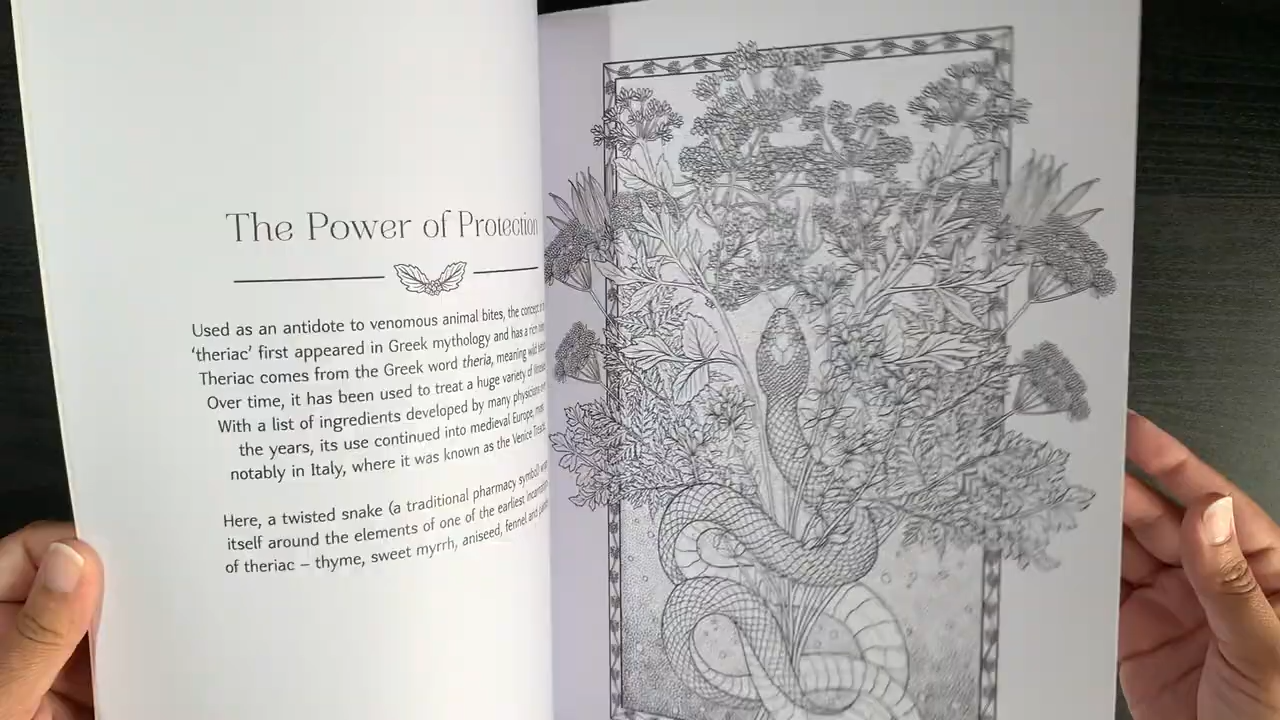 The Power of Protection
Used as an antidote to venomous animal bites, the concept
'theriac' first appeared in Greek mythology and has a rich
Theriac comes from the Greek word theria, meaning wild
Over time, it has been used to treat a huge variety of
With a list of ingredients developed by many physicians
the years, its use continued into medieval Europe, most
notably in Italy, where it was known as the Venice
Here, a twisted snake (a traditional pharmacy symbol)
itself around the elements of one of the earliest
of theriac – thyme, sweet myrrh, aniseed, fennel and